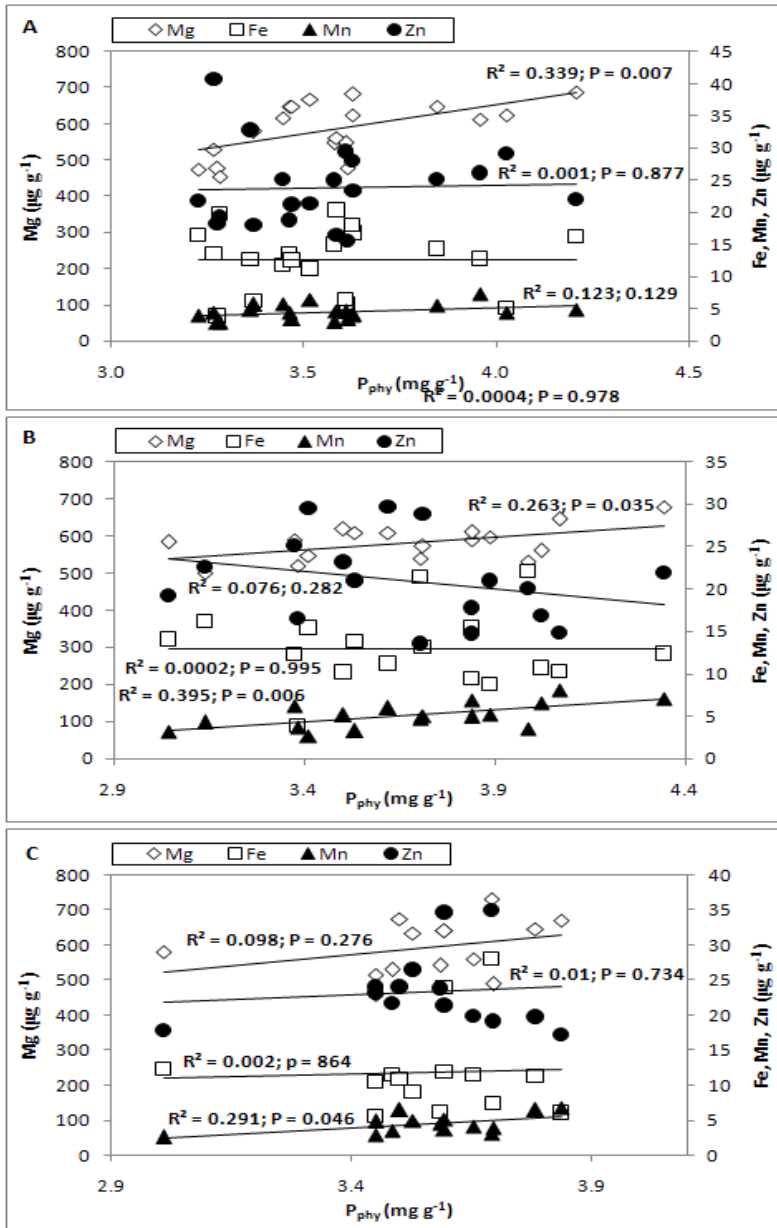 A
Mg Fe Mn Zn
800
700
600
500
400
300
200
100
0
Mg (µg g⁻¹)
45
40
35
30
25
20
15
10
5
0
Fe, Mn, Zn (µg g⁻¹)
R² = 0.339; P = 0.007
R² = 0.001; P = 0.877
R² = 0.123; 0.129
3.0 3.5 4.0 4.5
Pphy (mg g⁻¹)
R² = 0.0004; P = 0.978
B
Mg Fe Mn Zn
800
700
600
500
400
300
200
100
0
Mg (µg g⁻¹)
35
30
25
20
15
10
5
0
Fe, Mn, Zn (µg g⁻¹)
R² = 0.263; P = 0.035
R² = 0.076; 0.282
R² = 0.0002; P = 0.995
R² = 0.395; P = 0.006
2.9 3.4 3.9 4.4
Pphy (mg g⁻¹)
C
Mg Fe Mn Zn
800
700
600
500
400
300
200
100
0
Mg (µg g⁻¹)
40
35
30
25
20
15
10
5
0
Fe, Mn, Zn (µg g⁻¹)
R² = 0.098; P = 0.276
R² = 0.01; P = 0.734
R² = 0.002; p = 864
R² = 0.291; P = 0.046
2.9 3.4 3.9
Pphy (mg g⁻¹)